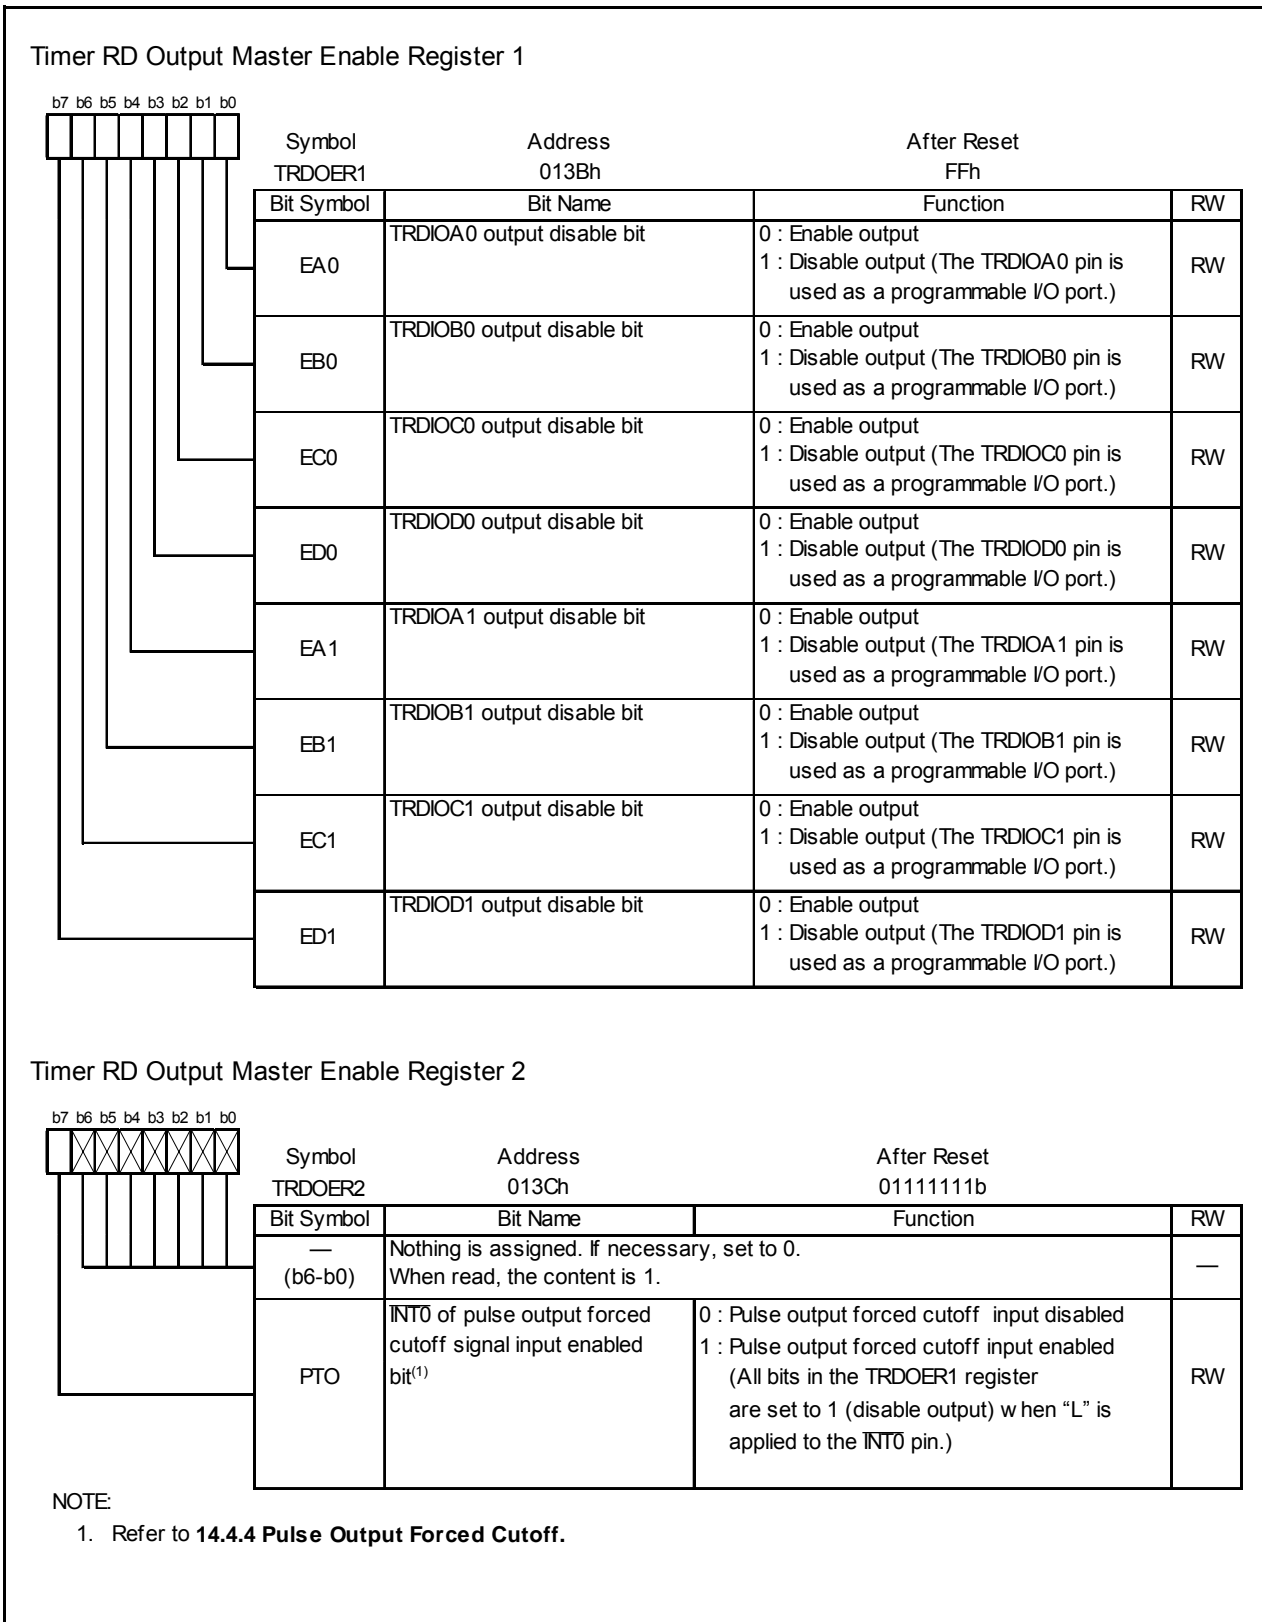 Timer RD Output Master Enable Register 1
b7 b6 b5 b4 b3 b2 b1 b0
Symbol Address After Reset
TRDOER1 013Bh FFh
Bit Symbol Bit Name Function RW
EA0 TRDIOA0 output disable bit 0 : Enable output
1 : Disable output (The TRDIOA0 pin is
used as a programmable I/O port.) RW
EB0 TRDIOB0 output disable bit 0 : Enable output
1 : Disable output (The TRDIOB0 pin is
used as a programmable I/O port.) RW
EC0 TRDIOC0 output disable bit 0 : Enable output
1 : Disable output (The TRDIOC0 pin is
used as a programmable I/O port.) RW
ED0 TRDIOD0 output disable bit 0 : Enable output
1 : Disable output (The TRDIOD0 pin is
used as a programmable I/O port.) RW
EA1 TRDIOA1 output disable bit 0 : Enable output
1 : Disable output (The TRDIOA1 pin is
used as a programmable I/O port.) RW
EB1 TRDIOB1 output disable bit 0 : Enable output
1 : Disable output (The TRDIOB1 pin is
used as a programmable I/O port.) RW
EC1 TRDIOC1 output disable bit 0 : Enable output
1 : Disable output (The TRDIOC1 pin is
used as a programmable I/O port.) RW
ED1 TRDIOD1 output disable bit 0 : Enable output
1 : Disable output (The TRDIOD1 pin is
used as a programmable I/O port.) RW
Timer RD Output Master Enable Register 2
b7 b6 b5 b4 b3 b2 b1 b0
Symbol Address After Reset
TRDOER2 013Ch 01111111b
Bit Symbol Bit Name Function RW
—
(b6-b0) Nothing is assigned. If necessary, set to 0.
When read, the content is 1. —
PTO I̅N̅T̅0̅ of pulse output forced
cutoff signal input enabled
bit(1)
0 : Pulse output forced cutoff input disabled
1 : Pulse output forced cutoff input enabled
(All bits in the TRDOER1 register
are set to 1 (disable output) when “L” is
applied to the I̅N̅T̅0̅ pin.) RW
NOTE:
1. Refer to 14.4.4 Pulse Output Forced Cutoff.